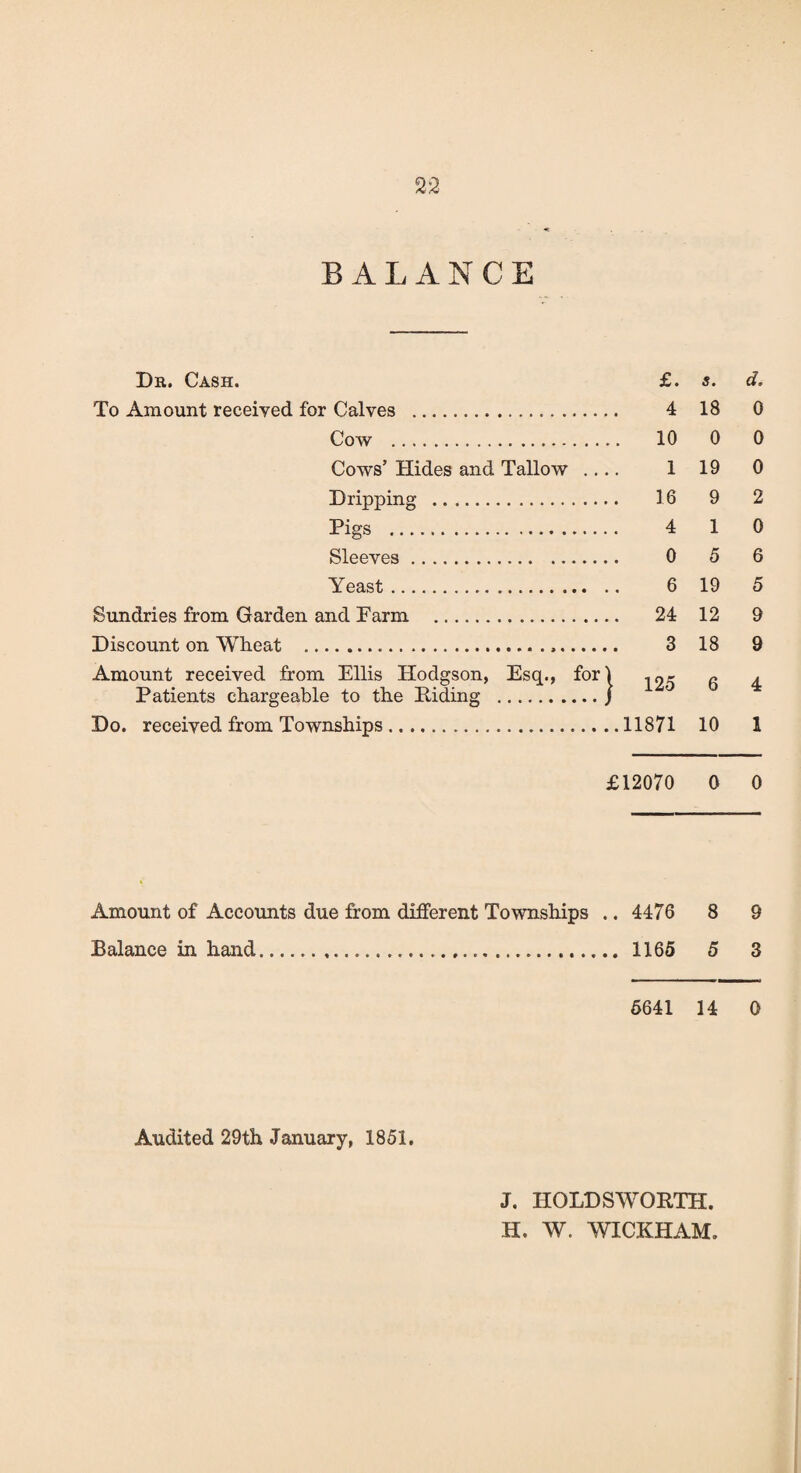 22
BALANCE
Dr. Cash. £. s. d.
To Amount received for Calves .................... 4 18 0
Cow .................... 10 0 0
Cows' Hides and Tallow .... 1 19 0
Dripping .................... 16 9 2
Pigs .................... 4 1 0
Sleeves .................... 0 5 6
Yeast .................... 6 19 5
Sundries from Garden and Farm .................... 24 12 9
Discount on Wheat .................... 3 18 9
Amount received from Ellis Hodgson, Esq., for }
Patients chargeable to the Riding ........... } 125 6 4
Do. received from Townships ....................11871 10 1
£12070 0 0
Amount of Accounts due from different Townships .. 4476 8 9
Balance in hand .................... 1165 5 3
5641 14 0
Audited 29th January, 1851.
J. HOLDSWORTH.
H. W. WICKHAM.